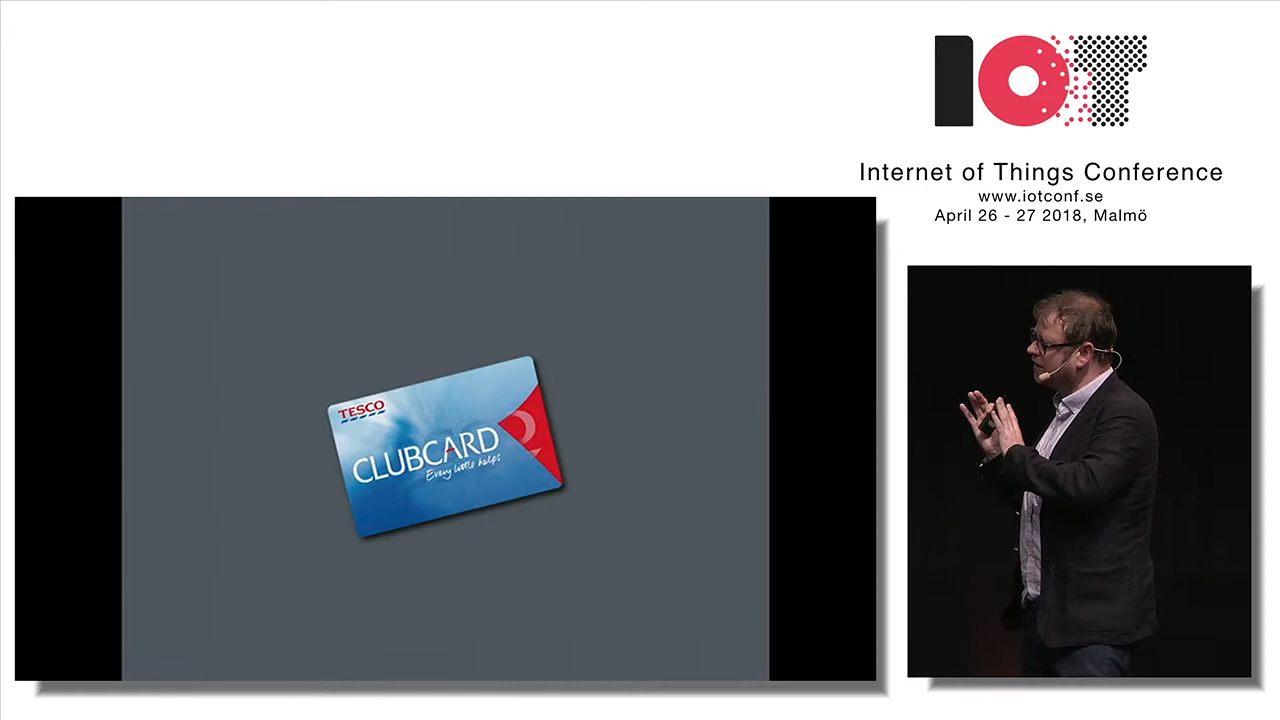 IOT
Internet of Things Conference
www.iotconf.se
April 26 - 27 2018, Malmö
TESCO
CLUBCARD
Every little helps